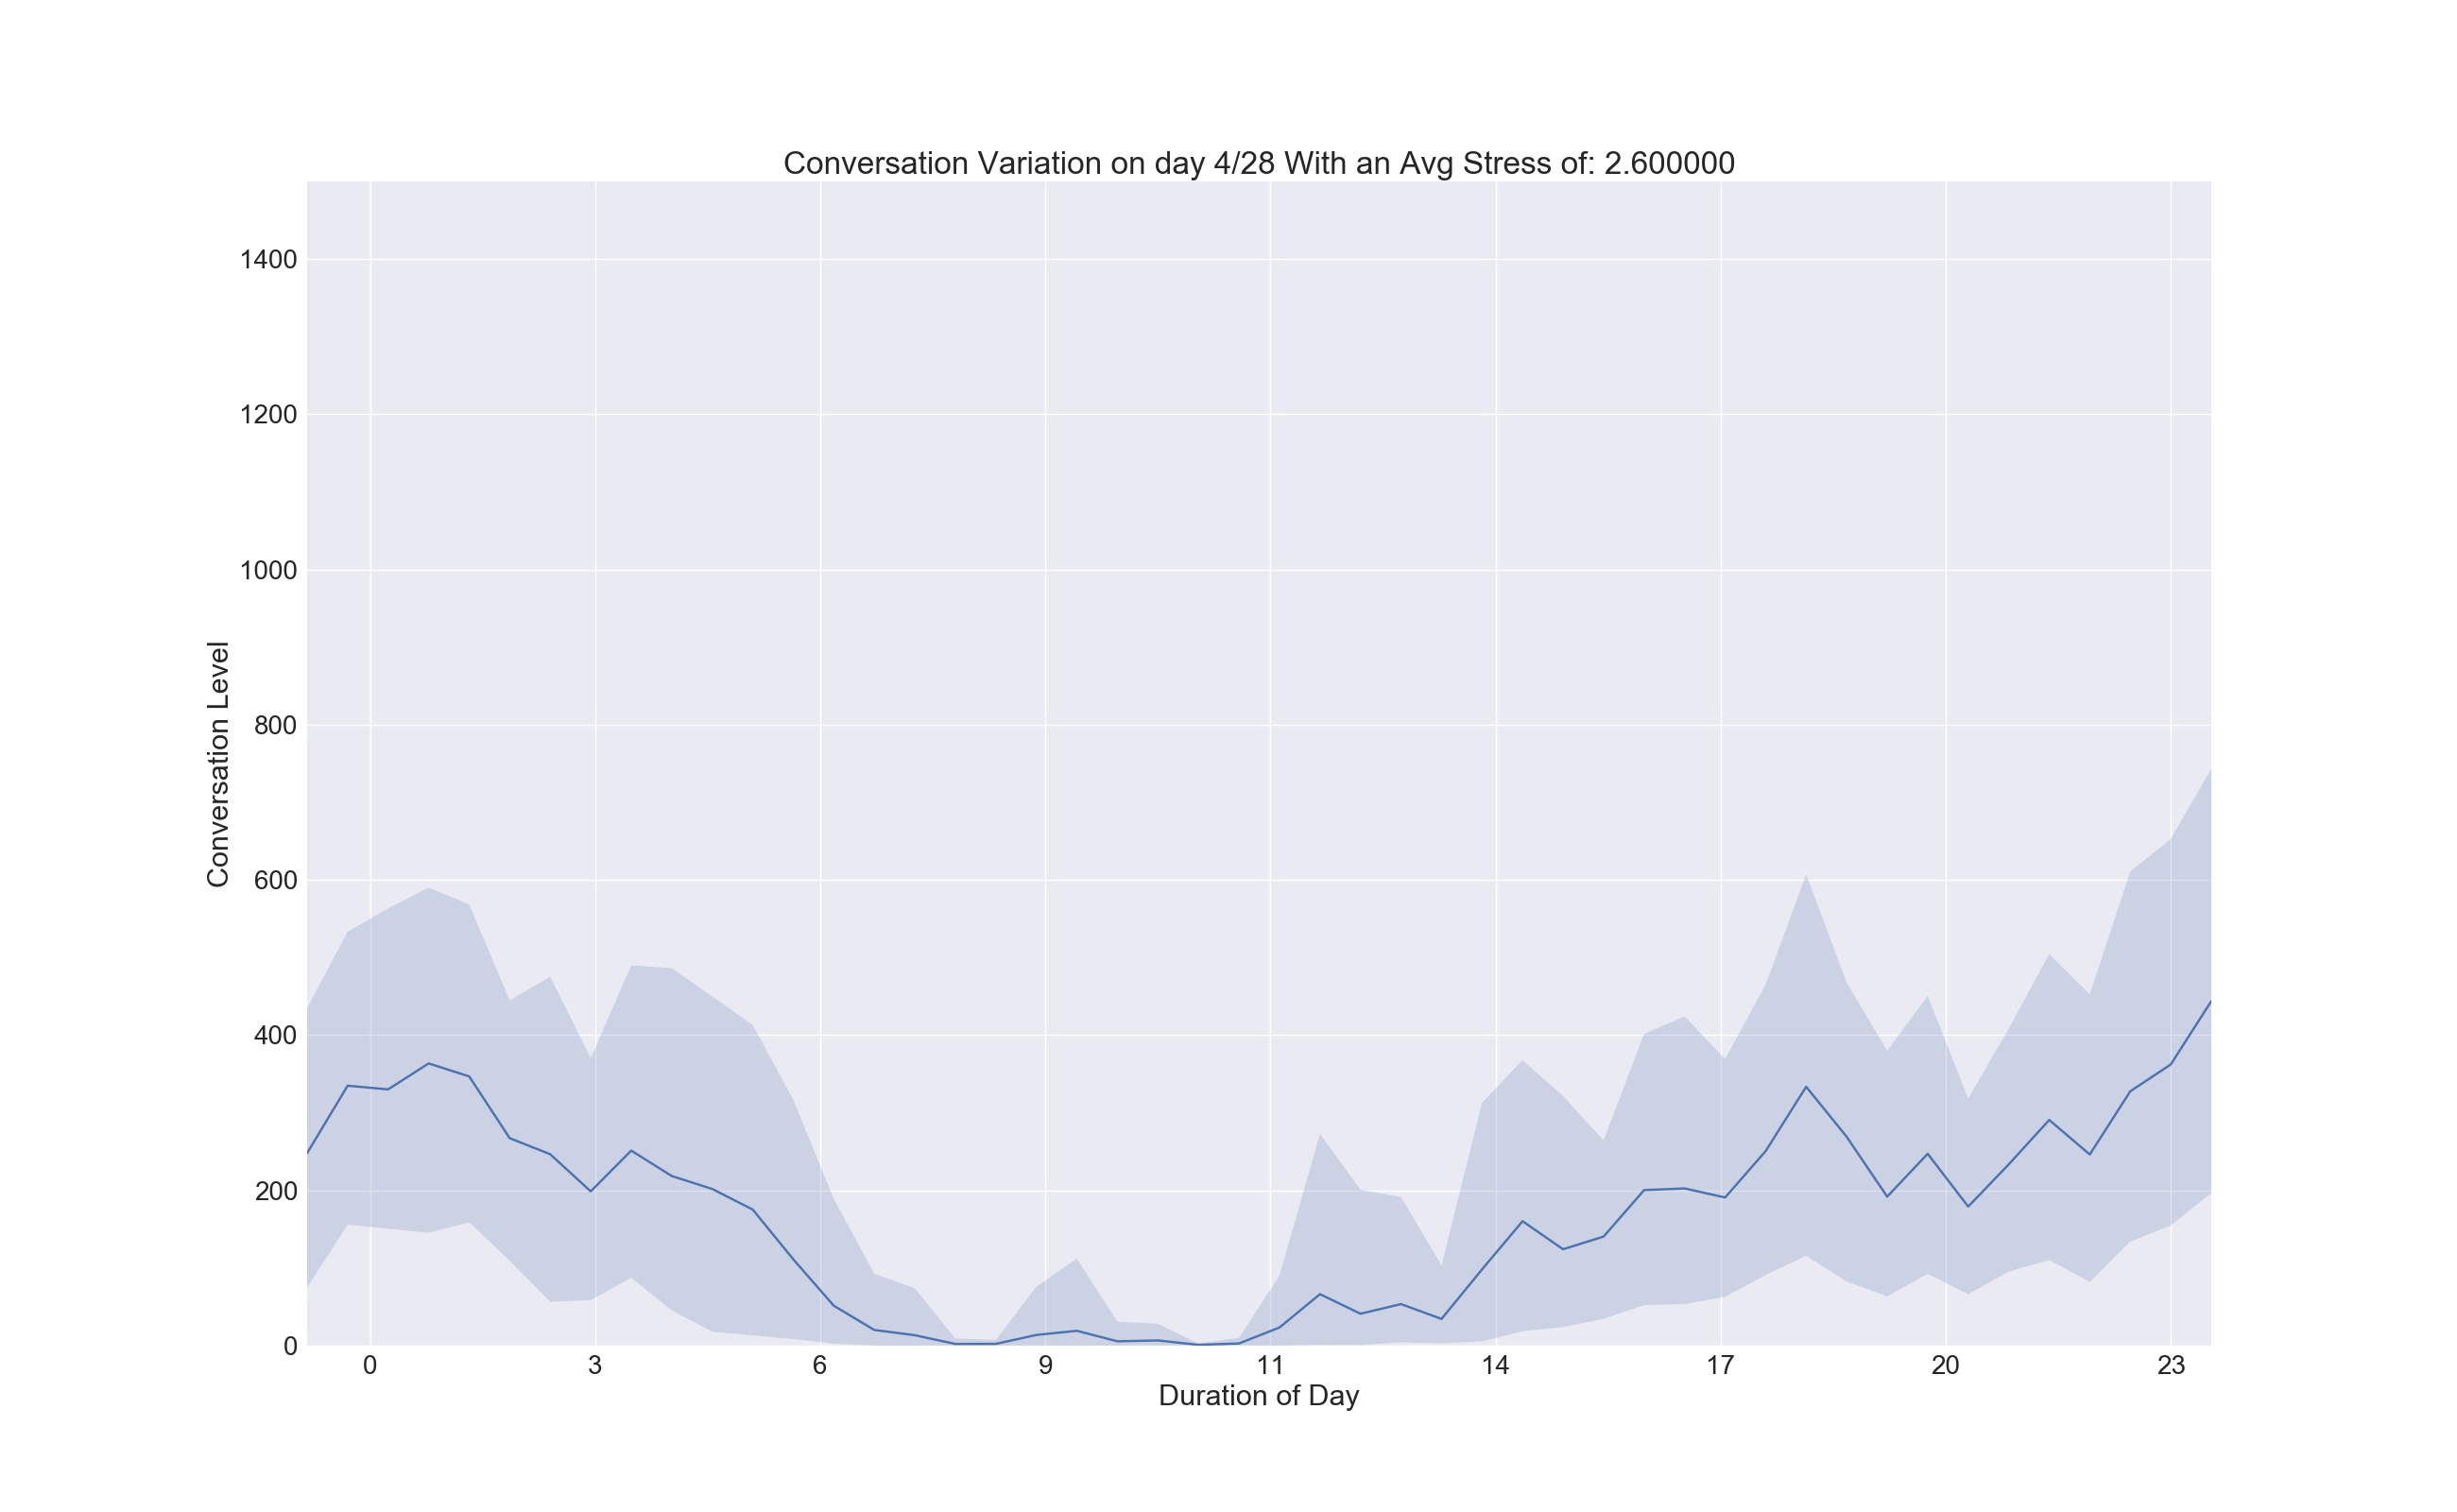 Conversation Variation on day 4/28 With an Avg Stress of: 2.600000
1400
1200
1000
800
600
400
200
0
Conversation Level
0 3 6 9 11 14 17 20 23
Duration of Day